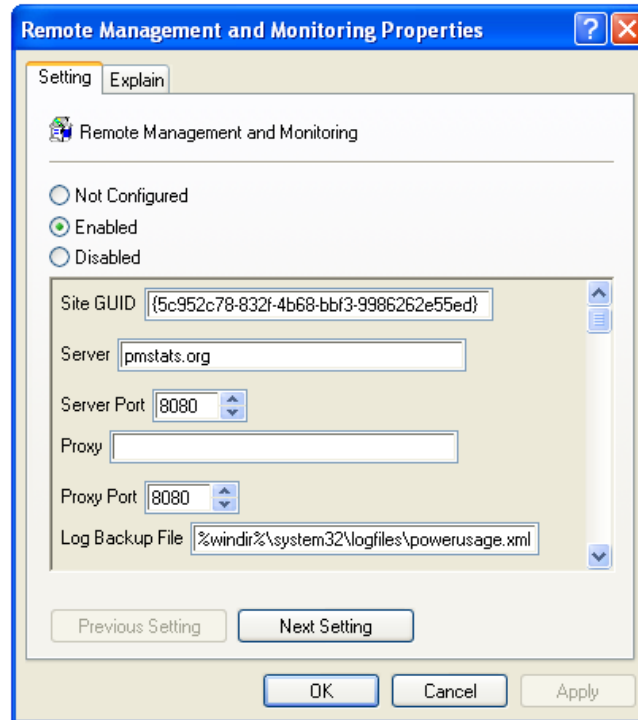 Remote Management and Monitoring Properties
Setting Explain
Remote Management and Monitoring
Not Configured
Enabled
Disabled
Site GUID {5c952c78-832f-4b68-bbf3-9986262e55ed}
Server pmstats.org
Server Port 8080
Proxy
Proxy Port 8080
Log Backup File %windir%\system32\logfiles\powerusage.xml
Previous Setting Next Setting
OK Cancel Apply